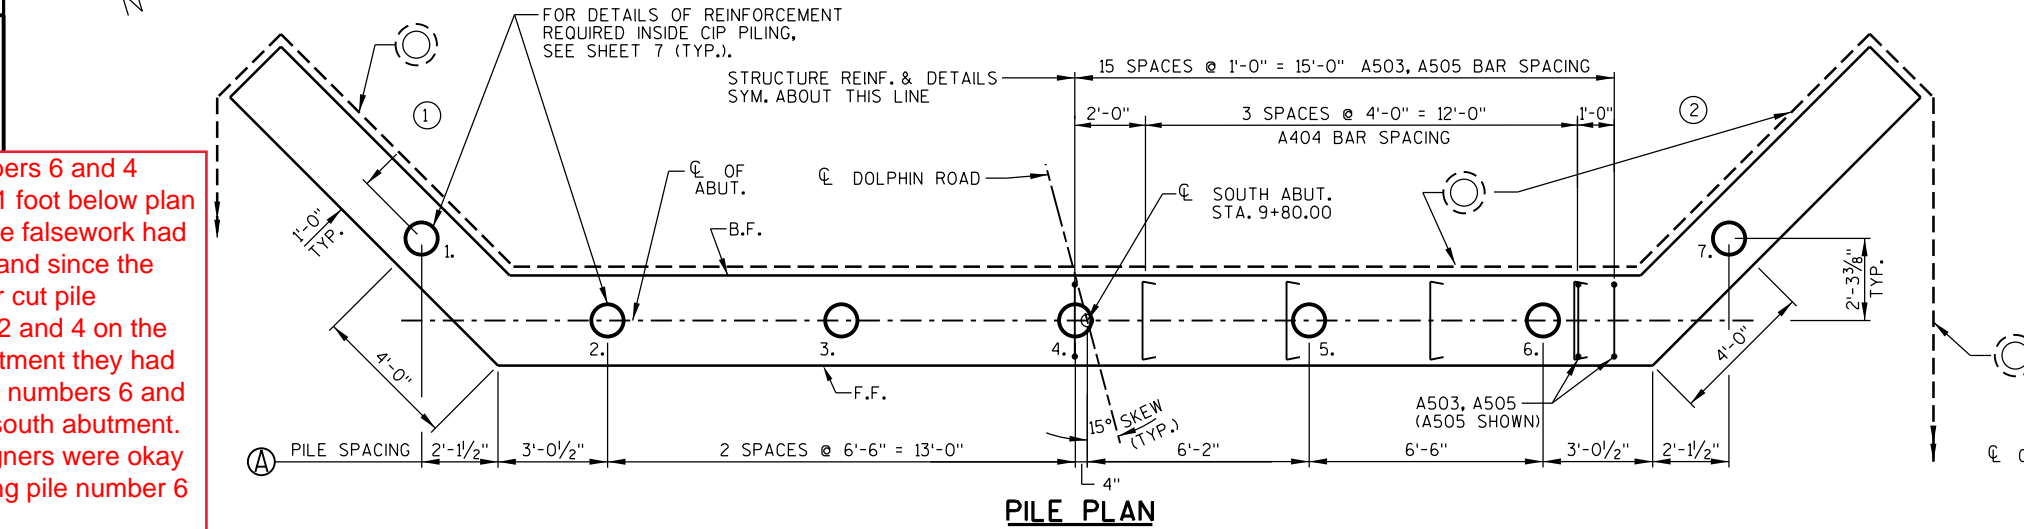 FOR DETAILS OF REINFORCEMENT
REQUIRED INSIDE CIP PILING,
SEE SHEET 7 (TYP.).
STRUCTURE REINF. & DETAILS
SYM. ABOUT THIS LINE
15 SPACES @ 1'-0" = 15'-0" A503, A505 BAR SPACING
2'-0"
3 SPACES @ 4'-0" = 12'-0"
1'-0"
A404 BAR SPACING
1
2
bers 6 and 4
1 foot below plan
e falsework had
and since the
r cut pile
2 and 4 on the
tment they had
numbers 6 and
south abutment.
gners were okay
ng pile number 6
℄ OF
ABUT.
℄ DOLPHIN ROAD
℄ SOUTH ABUT.
STA. 9+80.00
1'-0"
TYP.
B.F.
1.
2.
3.
4.
5.
6.
7.
2'-3⅜"
TYP.
4'-0"
4'-0"
F.F.
A503, A505
(A505 SHOWN)
15° SKEW
(TYP.)
A PILE SPACING 2'-1½" 3'-0½" 2 SPACES @ 6'-6" = 13'-0" 6'-2" 6'-6" 3'-0½" 2'-1½"
4"
℄
PILE PLAN